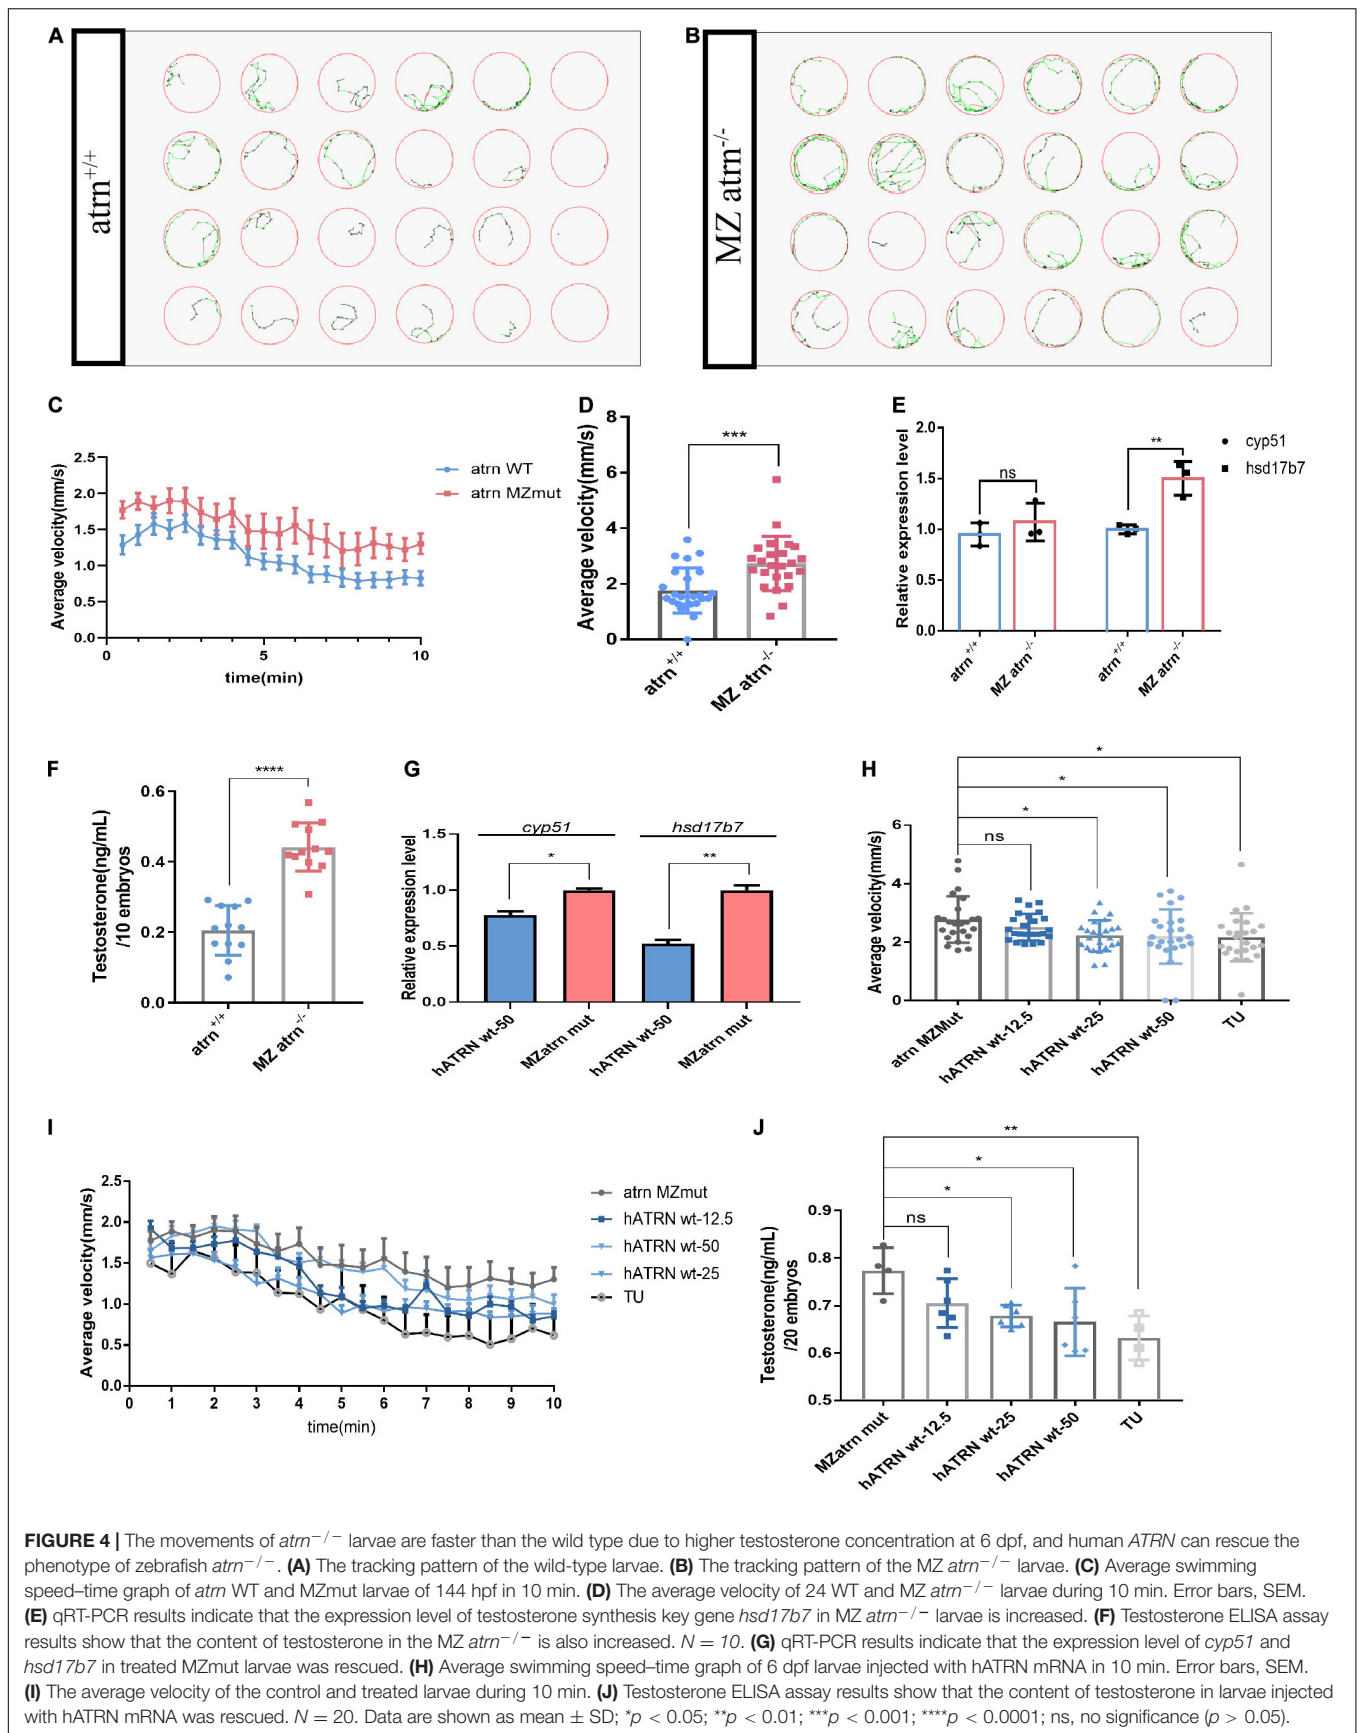 A
atrn+/+
B
MZ atrn-/-
C
Average velocity(mm/s)
2.5
2.0
1.5
1.0
0.5
0.0
0
5
10
time(min)
atrn WT
atrn MZmut
D
Average velocity(mm/s)
8
6
4
2
0
***
atrn+/+
MZ atrn-/-
E
Relative expression level
2.0
1.5
1.0
0.5
0.0
ns
**
cyp51
hsd17b7
atrn+/+
MZ atrn-/-
atrn+/+
MZ atrn-/-
F
Testosterone(ng/mL)
/10 embryos
0.6
0.4
0.2
0.0
****
atrn+/+
MZ atrn-/-
G
Relative expression level
1.5
1.0
0.5
0.0
cyp51
hsd17b7
*
**
hATRN wt-50
MZatrn mut
hATRN wt-50
MZatrn mut
H
Average velocity(mm/s)
6
4
2
0
*
*
*
ns
atrn MZMut
hATRN wt-12.5
hATRN wt-25
hATRN wt-50
TU
I
Average velocity(mm/s)
2.5
2.0
1.5
1.0
0.5
0.0
0 1 2 3 4 5 6 7 8 9 10
time(min)
atrn MZmut
hATRN wt-12.5
hATRN wt-50
hATRN wt-25
TU
J
Testosterone(ng/mL)
/20 embryos
0.9
0.8
0.7
0.6
0.5
**
*
*
ns
MZatrn mut
hATRN wt-12.5
hATRN wt-25
hATRN wt-50
TU
FIGURE 4 | The movements of atrn−/− larvae are faster than the wild type due to higher testosterone concentration at 6 dpf, and human ATRN can rescue the
phenotype of zebrafish atrn−/−. (A) The tracking pattern of the wild-type larvae. (B) The tracking pattern of the MZ atrn−/− larvae. (C) Average swimming
speed–time graph of atrn WT and MZmut larvae of 144 hpf in 10 min. (D) The average velocity of 24 WT and MZ atrn−/− larvae during 10 min. Error bars, SEM.
(E) qRT-PCR results indicate that the expression level of testosterone synthesis key gene hsd17b7 in MZ atrn−/− larvae is increased. (F) Testosterone ELISA assay
results show that the content of testosterone in the MZ atrn−/− is also increased. N = 10. (G) qRT-PCR results indicate that the expression level of cyp51 and
hsd17b7 in treated MZmut larvae was rescued. (H) Average swimming speed–time graph of 6 dpf larvae injected with hATRN mRNA in 10 min. Error bars, SEM.
(I) The average velocity of the control and treated larvae during 10 min. (J) Testosterone ELISA assay results show that the content of testosterone in larvae injected
with hATRN mRNA was rescued. N = 20. Data are shown as mean ± SD; *p < 0.05; **p < 0.01; ***p < 0.001; ****p < 0.0001; ns, no significance (p > 0.05).